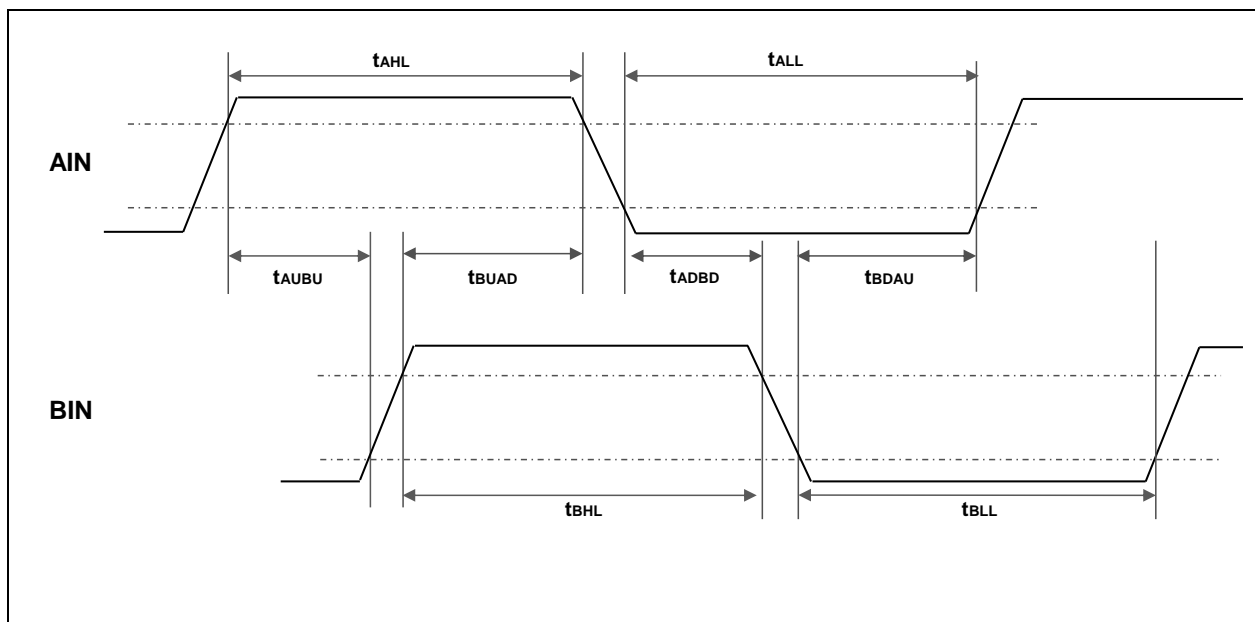 tAHL tALL
AIN
tAUBU tBUAD tADBD tBDAU
BIN
tBHL tBLL